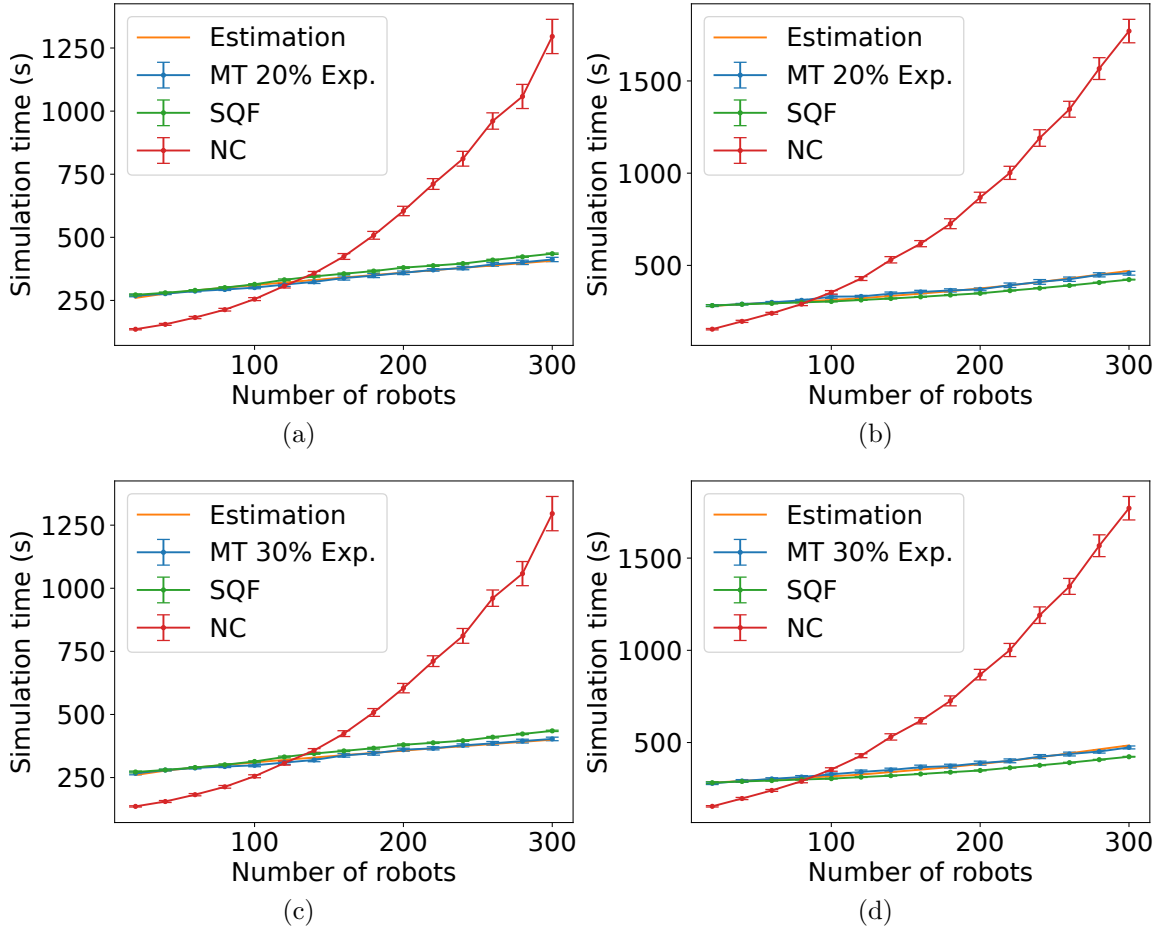 Simulation time (s)
1250
1000
750
500
250
Estimation
MT 20% Exp.
SQF
NC
100
200
300
Number of robots
(a)
Simulation time (s)
1500
1000
500
Estimation
MT 20% Exp.
SQF
NC
100
200
300
Number of robots
(b)
Simulation time (s)
1250
1000
750
500
250
Estimation
MT 30% Exp.
SQF
NC
100
200
300
Number of robots
(c)
Simulation time (s)
1500
1000
500
Estimation
MT 30% Exp.
SQF
NC
100
200
300
Number of robots
(d)